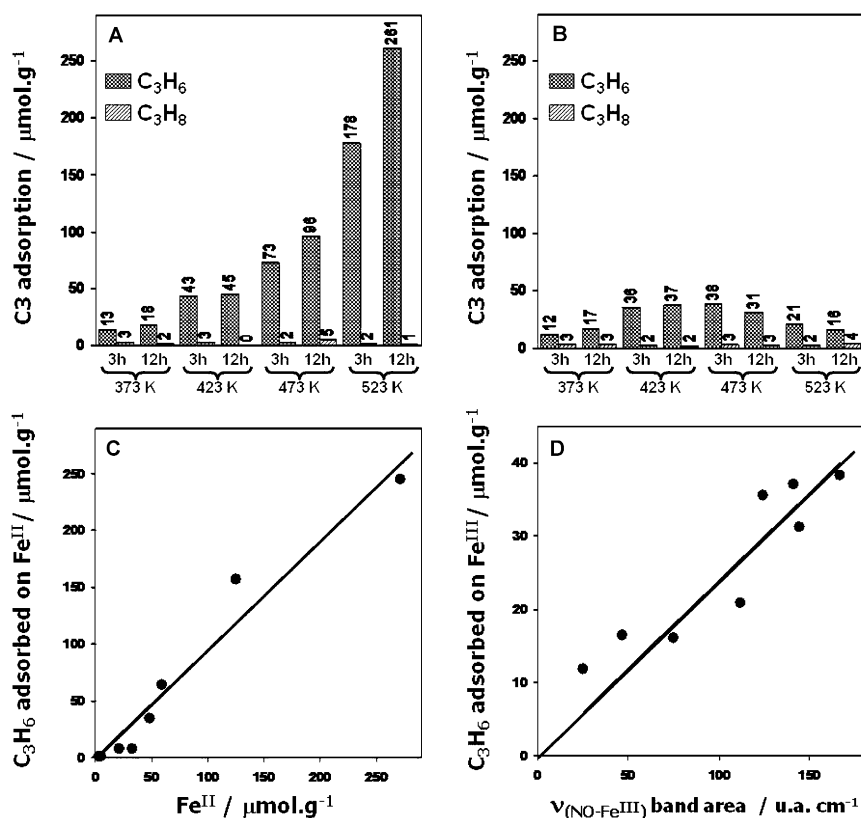 A
C3 adsorption / μmol.g⁻¹
250
200
150
100
50
0
C₃H₆
C₃H₈
13
3
18
2
43
3
45
0
73
2
96
5
178
2
261
1
3h 12h 3h 12h 3h 12h 3h 12h
373 K 423 K 473 K 523 K
B
C3 adsorption / μmol.g⁻¹
250
200
150
100
50
0
C₃H₆
C₃H₈
12
3
17
3
36
2
37
2
38
3
31
3
21
2
16
4
3h 12h 3h 12h 3h 12h 3h 12h
373 K 423 K 473 K 523 K
C
C₃H₆ adsorbed on Feᴵᴵ/ μmol.g⁻¹
250
200
150
100
50
0
0 50 100 150 200 250
Feᴵᴵ / μmol.g⁻¹
D
C₃H₆ adsorbed on Feᴵᴵᴵ/ μmol.g⁻¹
40
30
20
10
0
0 50 100 150
ν(NO-Feᴵᴵᴵ) band area / u.a. cm⁻¹